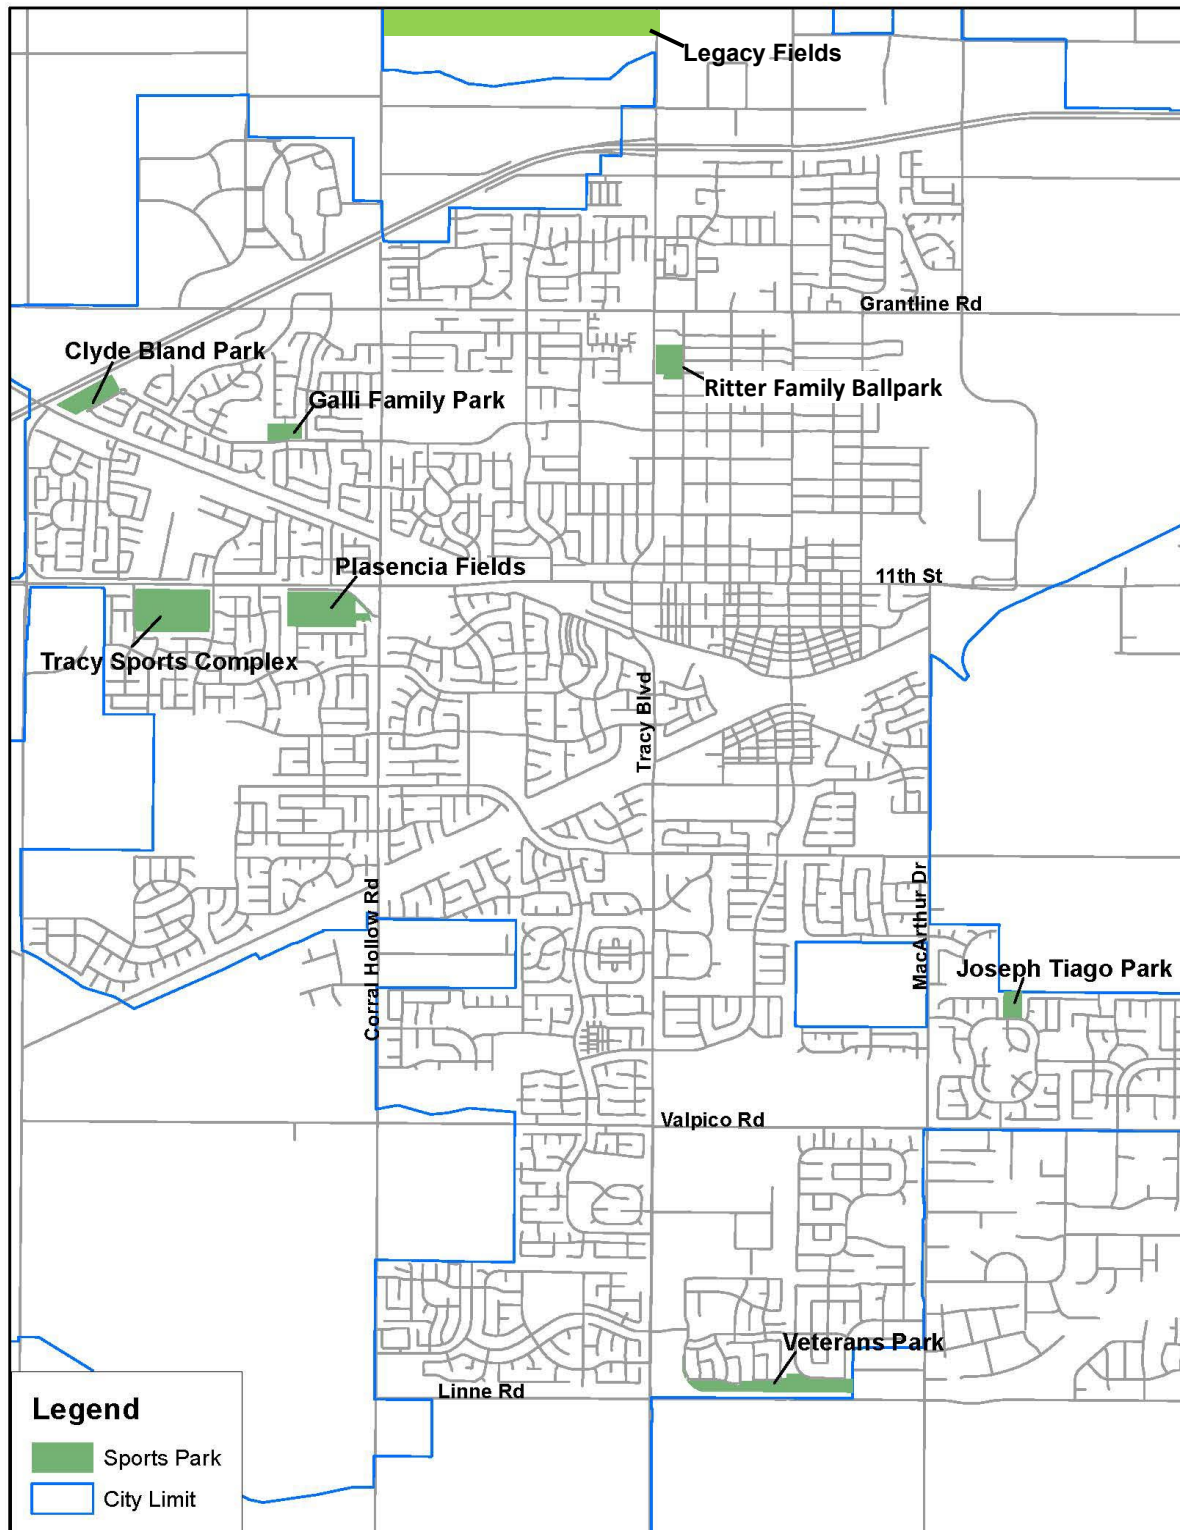 Legacy Fields
Grantline Rd
Clyde Bland Park
Ritter Family Ballpark
Galli Family Park
Plasencia Fields
11th St
Tracy Sports Complex
Tracy Blvd
MacArthur Dr
Corral Hollow Rd
Joseph Tiago Park
Valpico Rd
Veterans Park
Linne Rd
Legend
Sports Park
City Limit